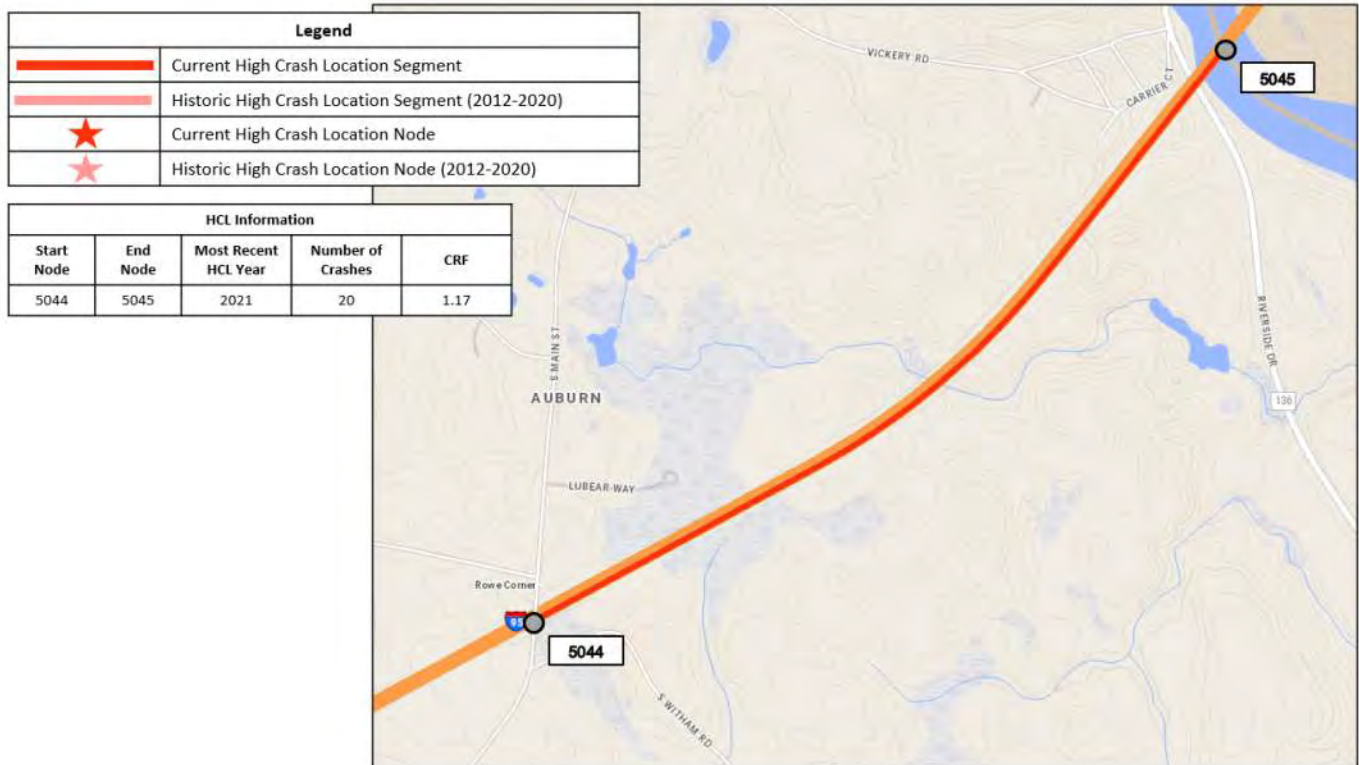 Legend
Current High Crash Location Segment
Historic High Crash Location Segment (2012-2020)
Current High Crash Location Node
Historic High Crash Location Node (2012-2020)
HCL Information
Start Node End Node Most Recent HCL Year Number of Crashes CRF
5044 5045 2021 20 1.17
VICKERY RD
CARRIER CT
5045
S MAIN ST
RIVERSIDE DR
AUBURN
136
LUBEAR WAY
Rowe Corner
95
5044
S WITHAM RD